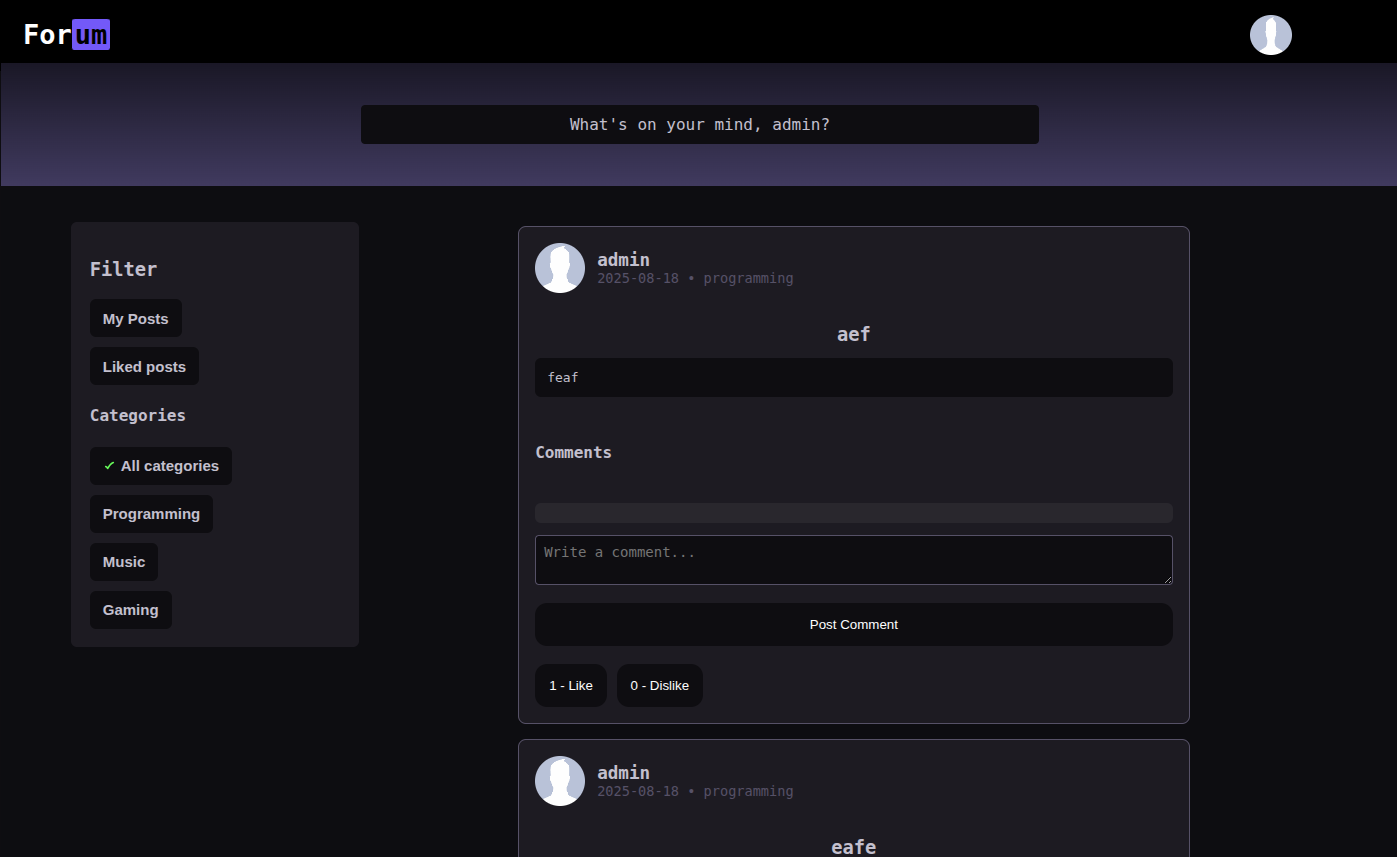 Forum
What's on your mind, admin?
Filter
My Posts
Liked posts
Categories
✓ All categories
Programming
Music
Gaming
admin
2025-08-18 • programming
aef
feaf
Comments
Write a comment...
Post Comment
1 - Like
0 - Dislike
admin
2025-08-18 • programming
eafe